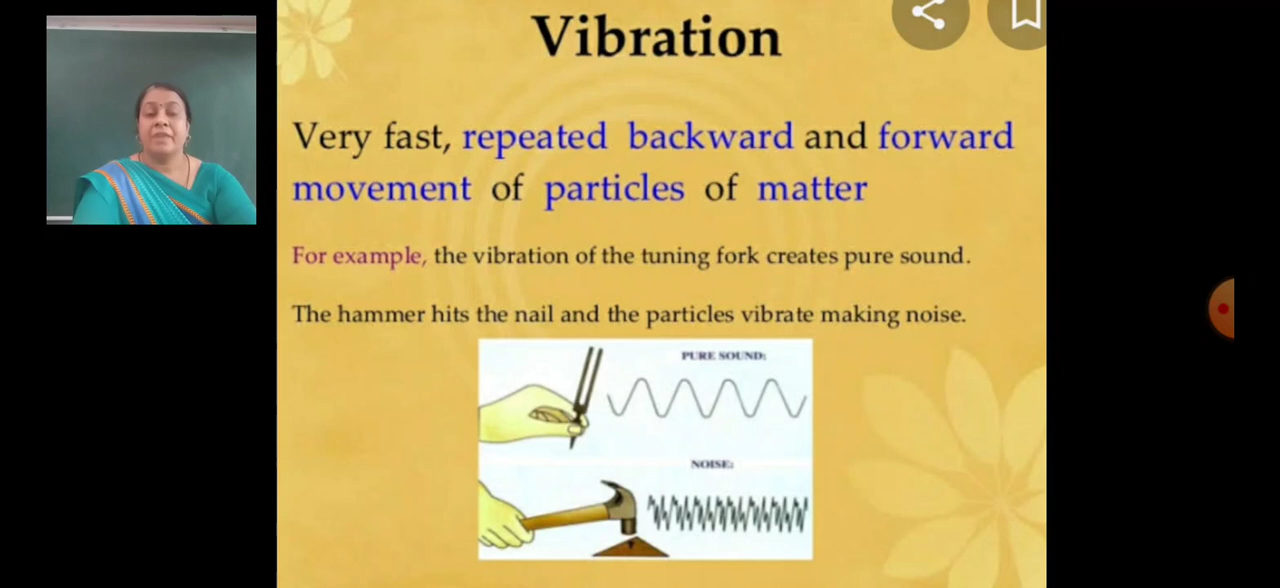 Vibration
Very fast, repeated backward and forward
movement of particles of matter
For example, the vibration of the tuning fork creates pure sound.
The hammer hits the nail and the particles vibrate making noise.
PURE SOUND:
NOISE: